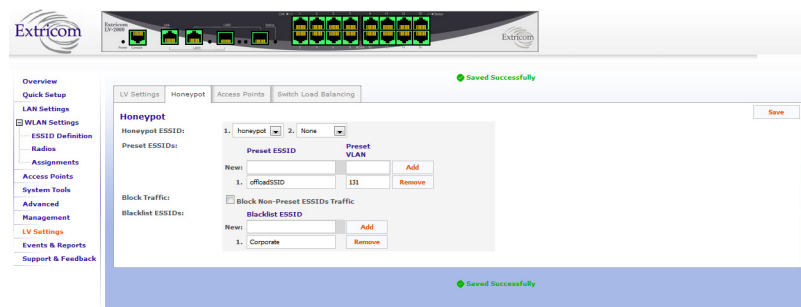 Extricom
Extricom
LV-2000
Extricom
Saved Successfully
Overview
Quick Setup
LAN Settings
WLAN Settings
ESSID Definition
Radios
Assignments
Access Points
System Tools
Advanced
Management
LV Settings
Events & Reports
Support & Feedback
LV Settings Honeypot Access Points Switch Load Balancing
Save
Honeypot
Honeypot ESSID: 1. honeypot 2. None
Preset ESSIDs: Preset ESSID Preset VLAN
New: Add
1. offloadSSID 131 Remove
Block Traffic: Block Non-Preset ESSIDs Traffic
Blacklist ESSIDs: Blacklist ESSID
New: Add
1. Corporate Remove
Saved Successfully